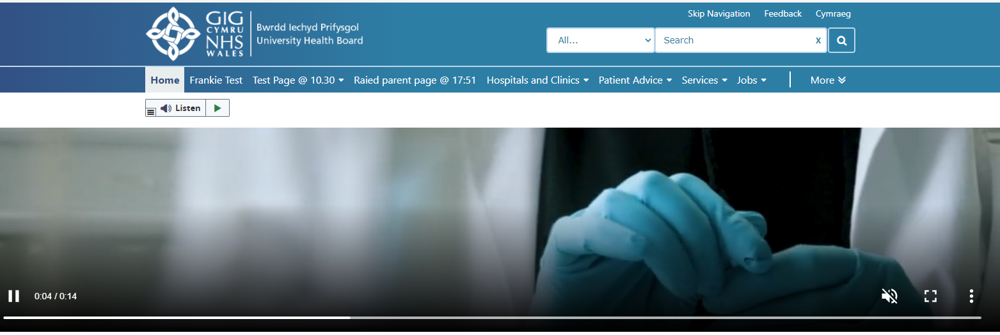 Skip Navigation Feedback Cymraeg
GIG
CYMRU
NHS
WALES
Bwrdd Iechyd Prifysgol
University Health Board
All... Search x
Home Frankie Test Test Page @ 10.30 Raied parent page @ 17:51 Hospitals and Clinics Patient Advice Services Jobs More
Listen
0:04 / 0:14